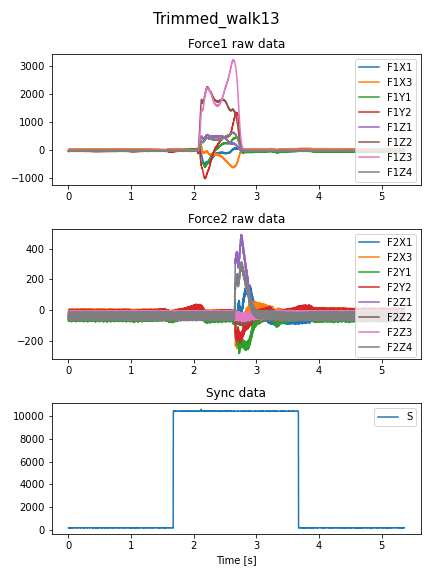 Trimmed_walk13
Force1 raw data
3000
2000
1000
0
−1000
F1X1
F1X3
F1Y1
F1Y2
F1Z1
F1Z2
F1Z3
F1Z4
0 1 2 3 4 5
Force2 raw data
400
200
0
−200
F2X1
F2X3
F2Y1
F2Y2
F2Z1
F2Z2
F2Z3
F2Z4
0 1 2 3 4 5
Sync data
10000
8000
6000
4000
2000
0
S
0 1 2 3 4 5
Time [s]